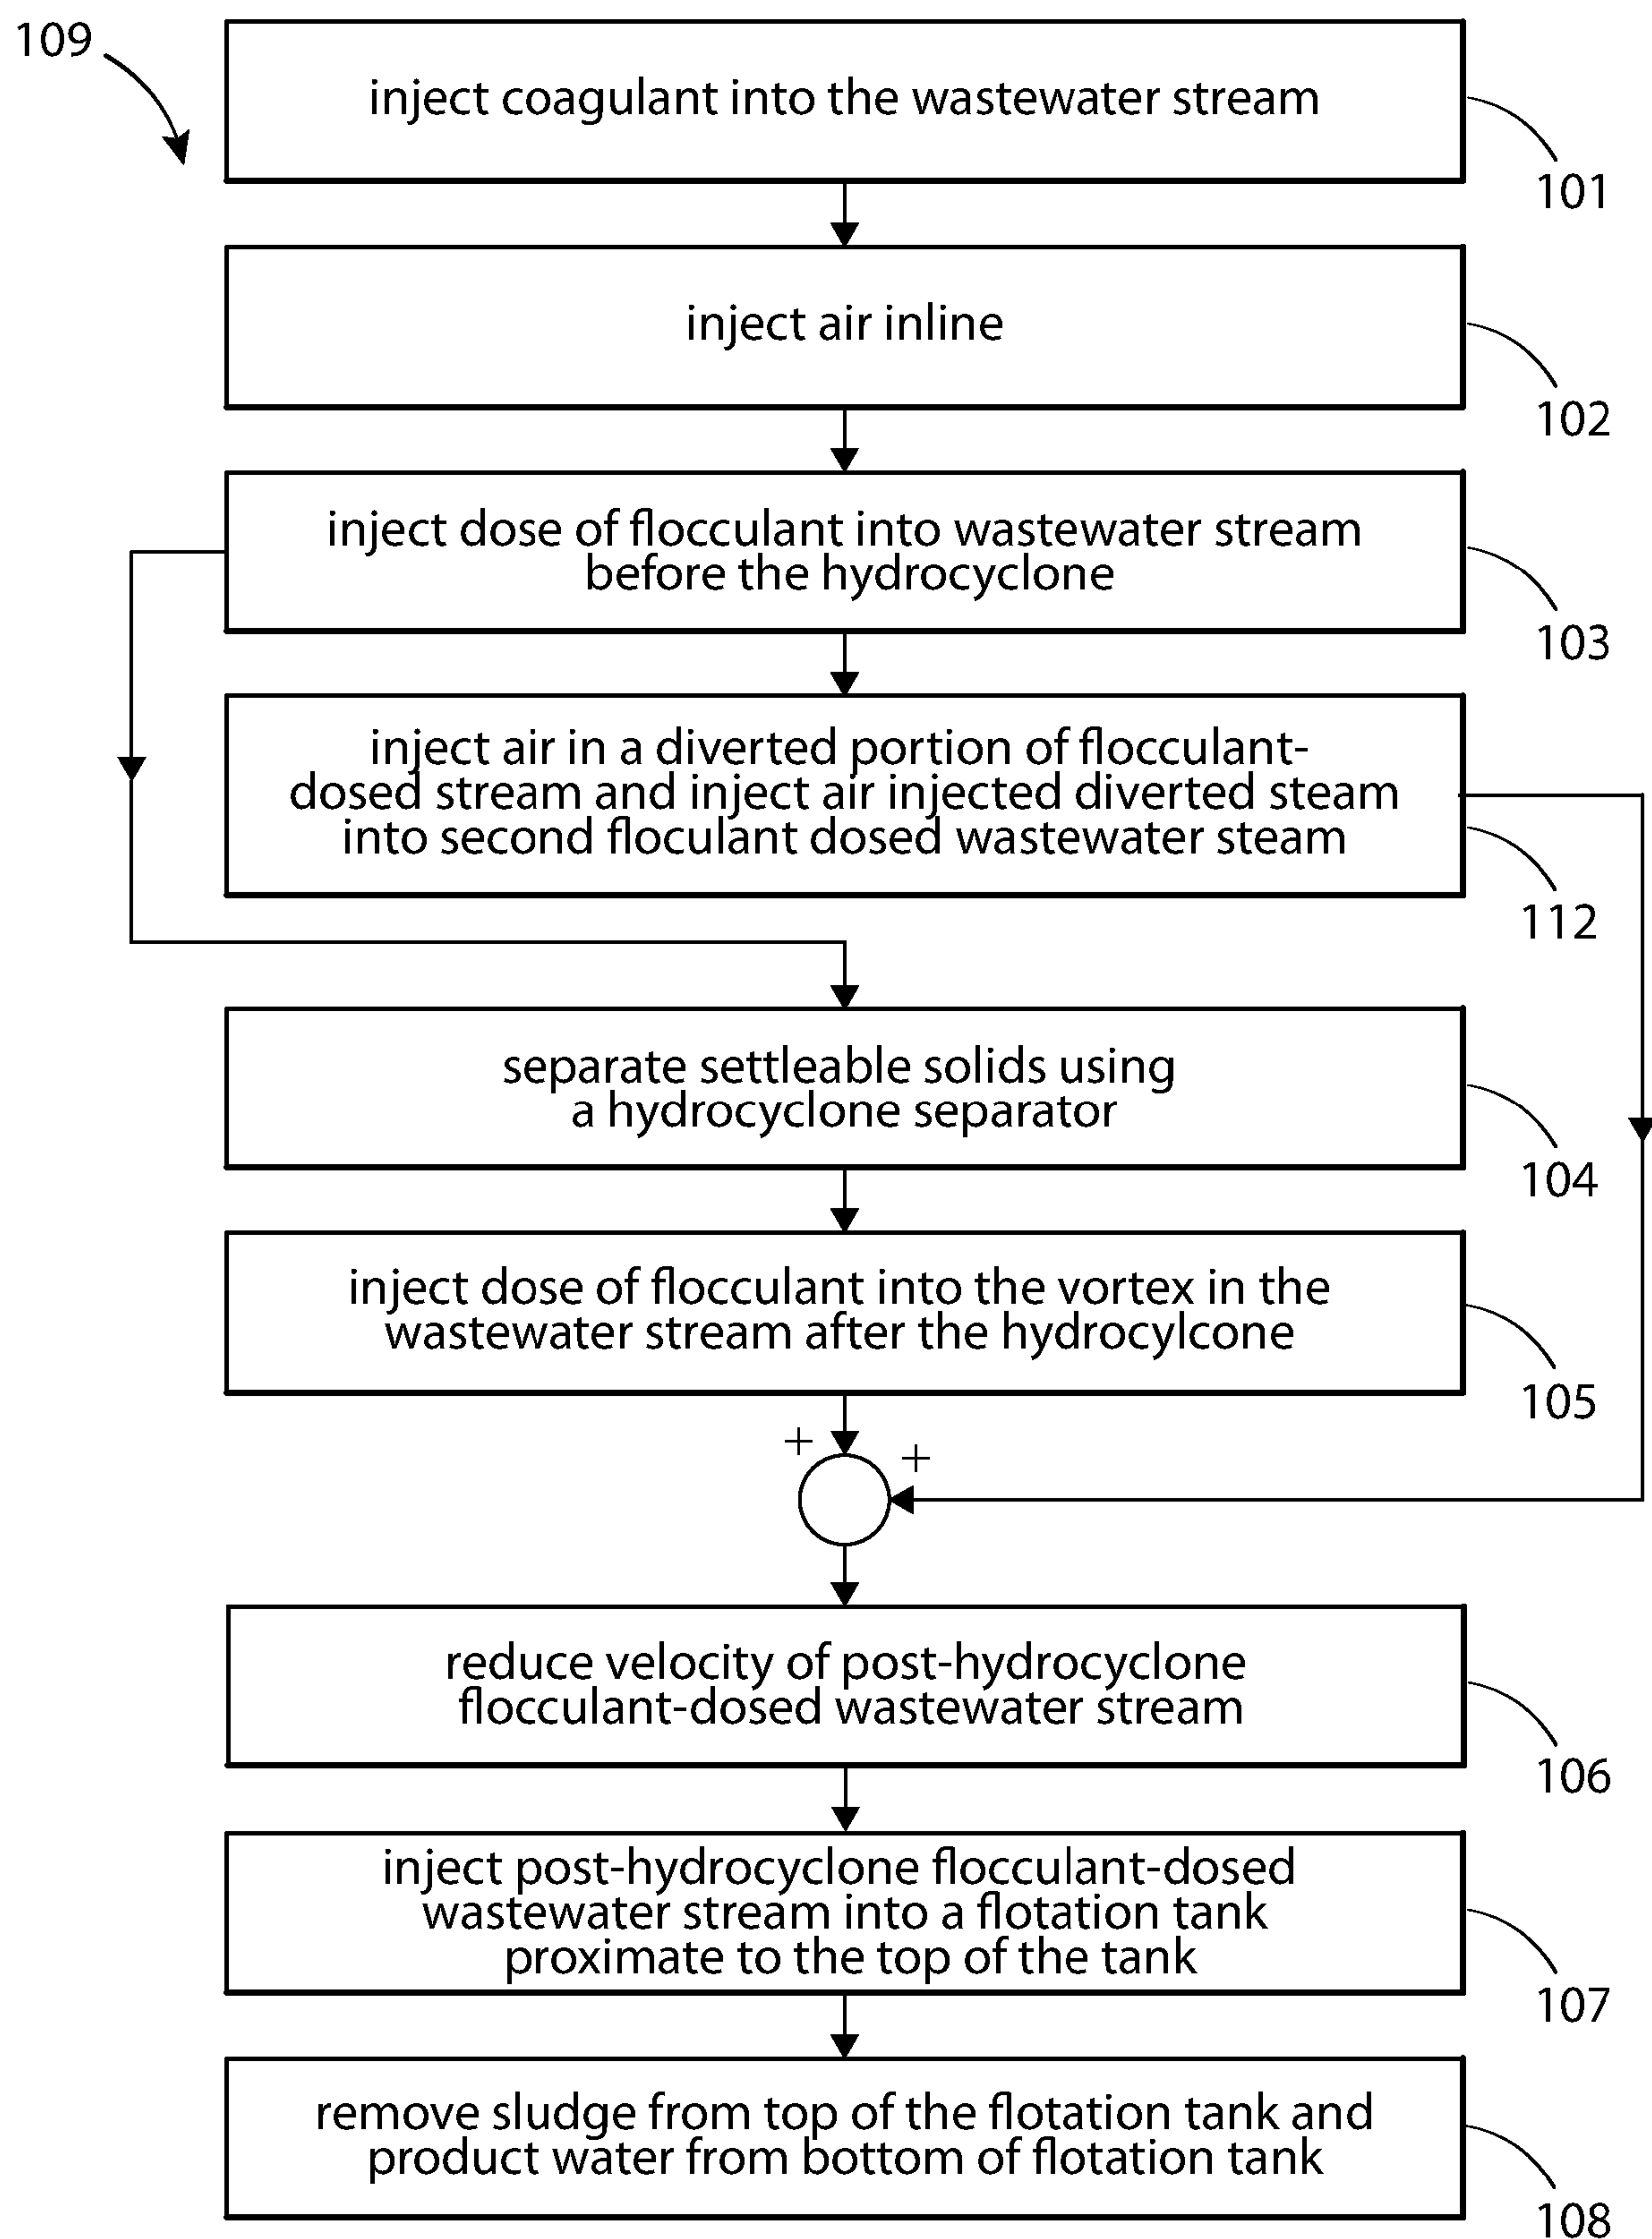 109
inject coagulant into the wastewater stream
101
inject air inline
102
inject dose of flocculant into wastewater stream
before the hydrocyclone
103
inject air in a diverted portion of flocculant-
dosed stream and inject air injected diverted steam
into second floculant dosed wastewater steam
112
separate settleable solids using
a hydrocyclone separator
104
inject dose of flocculant into the vortex in the
wastewater stream after the hydrocylcone
105
+
+
reduce velocity of post-hydrocyclone
flocculant-dosed wastewater stream
106
inject post-hydrocyclone flocculant-dosed
wastewater stream into a flotation tank
proximate to the top of the tank
107
remove sludge from top of the flotation tank and
product water from bottom of flotation tank
108